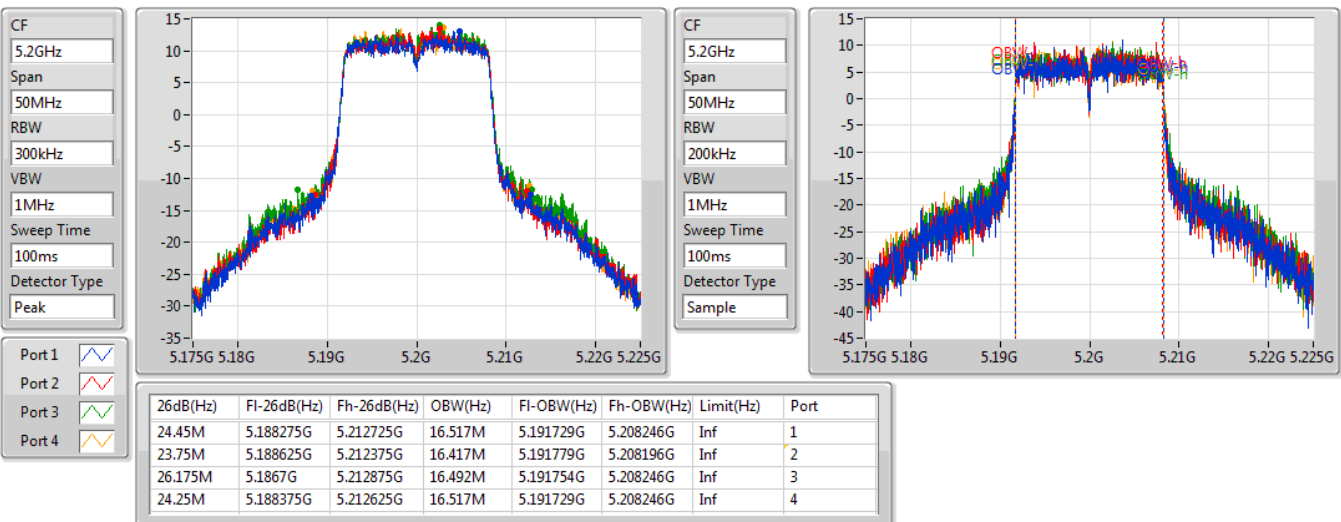 CF
5.2GHz
Span
50MHz
RBW
300kHz
VBW
1MHz
Sweep Time
100ms
Detector Type
Peak
Port 1
Port 2
Port 3
Port 4
15
10
5
0
-5
-10
-15
-20
-25
-30
-35
5.175G 5.18G 5.19G 5.2G 5.21G 5.22G 5.225G
CF
5.2GHz
Span
50MHz
RBW
200kHz
VBW
1MHz
Sweep Time
100ms
Detector Type
Sample
15
10
5
0
-5
-10
-15
-20
-25
-30
-35
-40
-45
5.175G 5.18G 5.19G 5.2G 5.21G 5.22G 5.225G
26dB(Hz) Fl-26dB(Hz) Fh-26dB(Hz) OBW(Hz) Fl-OBW(Hz) Fh-OBW(Hz) Limit(Hz) Port
24.45M 5.188275G 5.212725G 16.517M 5.191729G 5.208246G Inf 1
23.75M 5.188625G 5.212375G 16.417M 5.191779G 5.208196G Inf 2
26.175M 5.1867G 5.212875G 16.492M 5.191754G 5.208246G Inf 3
24.25M 5.188375G 5.212625G 16.517M 5.191729G 5.208246G Inf 4